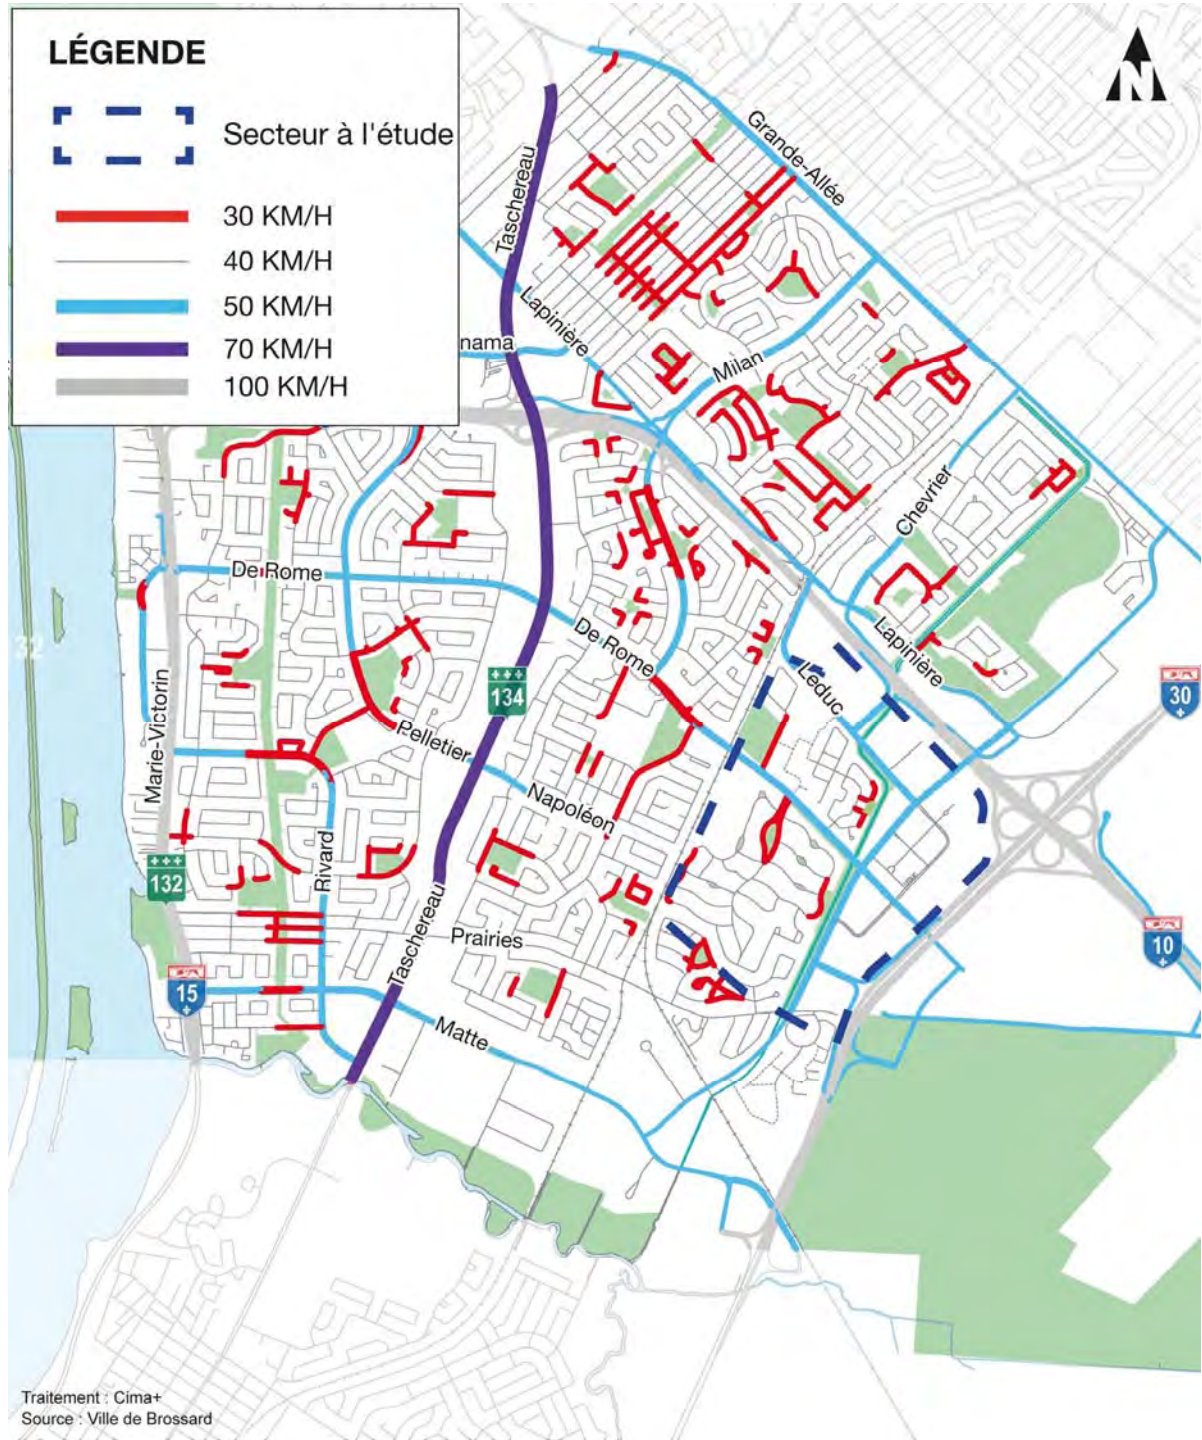 LÉGENDE
Secteur à l'étude
30 KM/H
40 KM/H
50 KM/H
70 KM/H
100 KM/H
N
Grande-Allée
Taschereau
Lapinière
nama
Milan
Chevrier
De Rome
De Rome
Lapinière
32
Leduc
134
30
Marie-Victorin
Pelletier
Napoléon
Rivard
132
Taschereau
Prairies
10
15
Matte
Traitement : Cima+
Source : Ville de Brossard